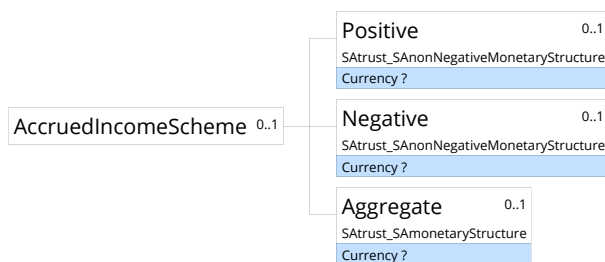 Positive 0..1
SAtrust_SAnonNegativeMonetaryStructure
Currency ?
AccruedIncomeScheme 0..1
Negative 0..1
SAtrust_SAnonNegativeMonetaryStructure
Currency ?
Aggregate 0..1
SAtrust_SAmonetaryStructure
Currency ?